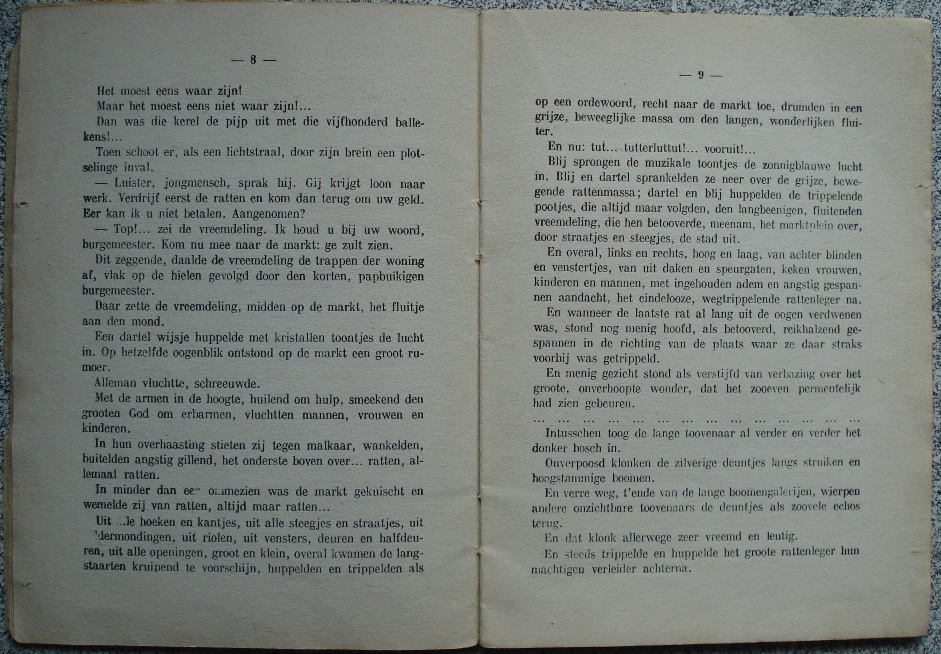 — 8 —
Het moest eens waar zijn!
Maar het moest eens niet waar zijn!...
Dan was die kerel de pijp uit met die vijfhonderd balle-
kens!...
Toen schoot er, als een lichtstraal, door zijn brein een plot-
selinge inval.
— Luister, jongmensch, sprak hij. Gij krijgt loon naar
werk. Verdrijf eerst de ratten en kom dan terug om uw geld.
Eer kan ik u niet betalen. Aangenomen?
— Top!... zei de vreemdeling. Ik houd u bij uw woord,
burgemeester. Kom nu mee naar de markt: ge zult zien.
Dit zeggende, daalde de vreemdeling de trappen der woning
af, vlak op de hielen gevolgd door den korten, papbuikigen
burgemeester.
Daar zette de vreemdeling, midden op de markt, het fluitje
aan den mond.
Een dartel wijsje huppelde met kristallen toontjes de lucht
in. Op hetzelfde oogenblik ontstond op de markt een groot ru-
moer.
Alleman vluchtte, schreeuwde.
Met de armen in de hoogte, huilend om hulp, smeekend den
grooten God om erbarmen, vluchtten mannen, vrouwen en
kinderen.
In hun overhaasting stieten zij tegen malkaar, wankelden,
buitelden angstig gillend, het onderste boven over... ratten, al-
lemaal ratten.
In minder dan was de markt gekuischt en
wemelde zij van ratten, altijd maar ratten...
Uit hoeken en kantjes, uit alle steegjes en straatjes, uit
uit riolen, uit vensters, deuren en halfdeu-
ren, uit alle openingen, groot en klein, overal kwamen de lang-
staarten kruipend te voorschijn, huppelden en trippelden als
— 9 —
op een ordewoord, recht naar de markt toe, drumden in een
grijze, beweeglijke massa om den langen, wonderlijken flui-
ter.
En nu: tut... tutterluttut!... vooruit!...
Blij sprongen de muzikale toontjes de zonnigblauwe lucht
in. Blij en dartel sprankelden ze neer over de grijze, bewe-
gende rattenmassa; dartel en blij huppelden de trippelende
pootjes, die altijd maar volgden, den langbeenigen, fluitenden
vreemdeling, die hen betooverde, meenam, het marktplein over,
door straatjes en steegjes, de stad uit.
En overal, links en rechts, hoog en laag, van achter blinden
en venstertjes, van uit daken en speurgaten, keken vrouwen,
kinderen en mannen, met ingehouden adem en angstig gespan-
nen aandacht, het eindelooze, wegtrippelende rattenleger na.
En wanneer de laatste rat al lang uit de oogen verdwenen
was, stond nog menig hoofd, als betooverd, reikhalzend ge-
spannen in de richting van de plaats waar ze daar straks
voorbij was getrippeld.
En menig gezicht stond als verstijfd van verbazing over het
groote, onverhoopte wonder, dat het zooeven permentelijk
had zien gebeuren.
... ... ... ... ... ... ... ... ... ... ... ... ... ...
Intusschen toog de lange toovenaar al verder en verder het
donker bosch in.
Onverpoosd klonken de zilverige deuntjes langs struiken en
hoogstammige boomen.
En verre weg, t'ende van de lange boomengalerijen, wierpen
andere onzichtbare toovenaars de deuntjes als zoovele echos
terug.
En dat klonk allerwege zeer vreemd en leutig.
En steeds trippelde en huppelde het groote rattenleger hun
machtigen verleider achterna.